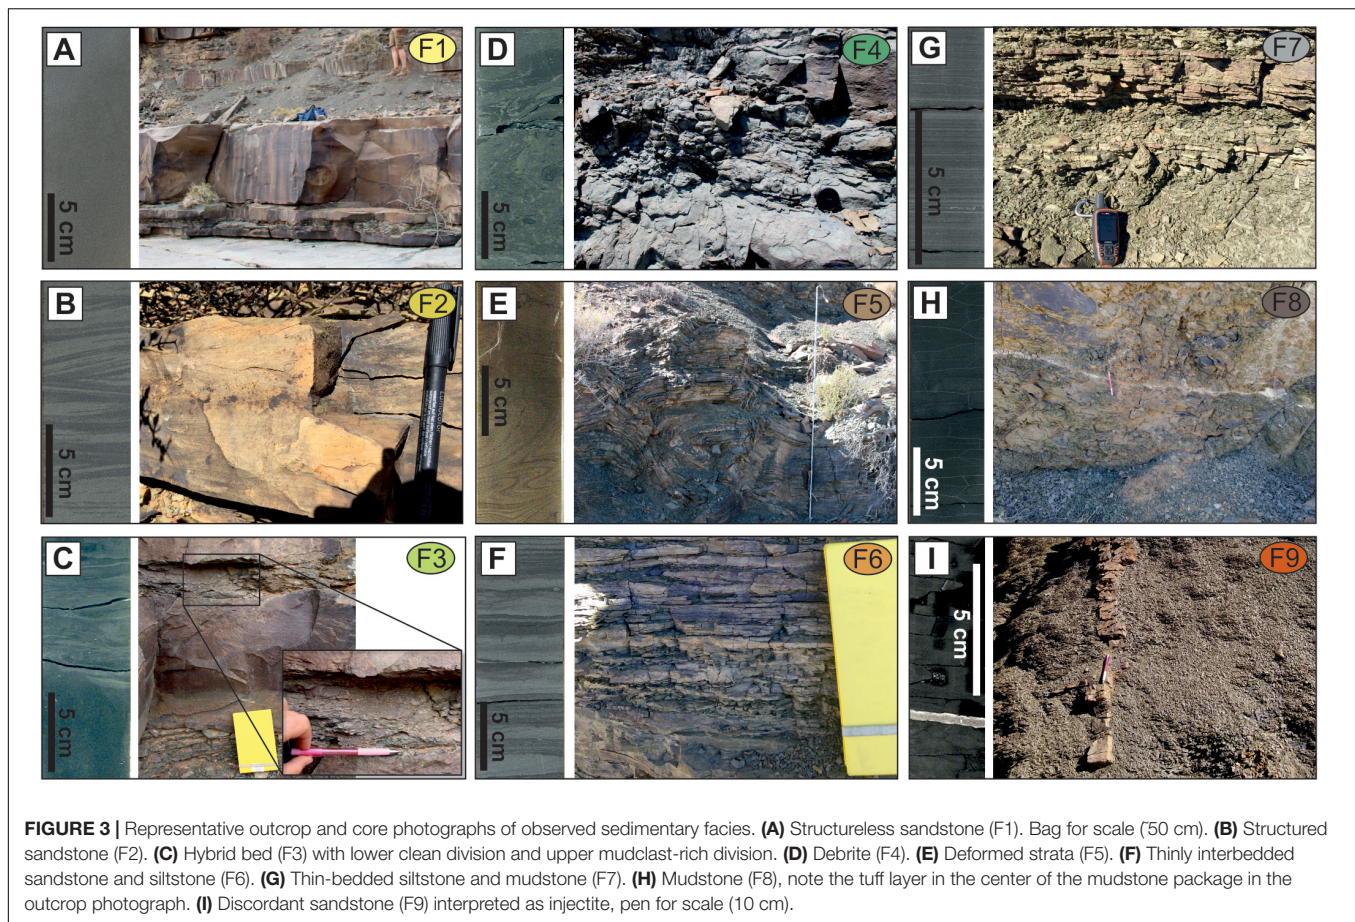 A
F1
5 cm
D
F4
5 cm
G
F7
5 cm
B
F2
5 cm
E
F5
5 cm
H
F8
5 cm
C
F3
5 cm
F
F6
5 cm
I
F9
5 cm
FIGURE 3 | Representative outcrop and core photographs of observed sedimentary facies. (A) Structureless sandstone (F1). Bag for scale (˜50 cm). (B) Structured
sandstone (F2). (C) Hybrid bed (F3) with lower clean division and upper mudclast-rich division. (D) Debrite (F4). (E) Deformed strata (F5). (F) Thinly interbedded
sandstone and siltstone (F6). (G) Thin-bedded siltstone and mudstone (F7). (H) Mudstone (F8), note the tuff layer in the center of the mudstone package in the
outcrop photograph. (I) Discordant sandstone (F9) interpreted as injectite, pen for scale (10 cm).